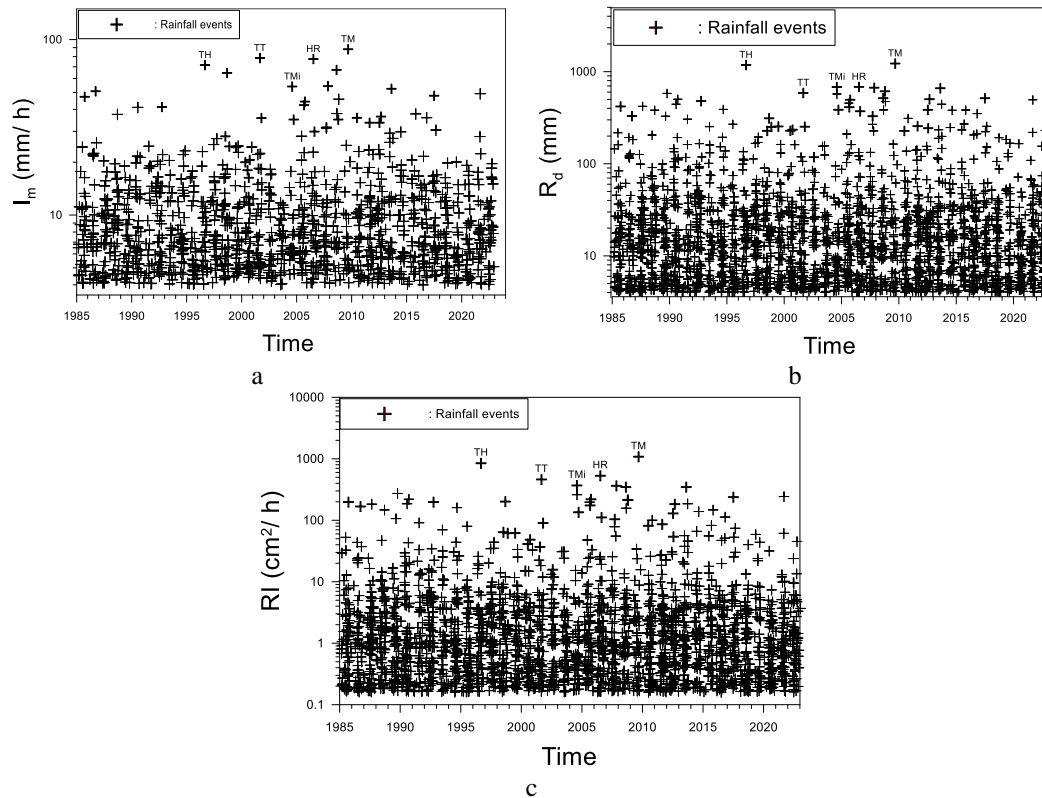 : Rainfall events
100
10
I_m (mm/ h)
TH
TT
TMi
HR
TM
1985 1990 1995 2000 2005 2010 2015 2020
Time
a
: Rainfall events
1000
100
10
R_d (mm)
TH
TT
TMi HR
TM
1985 1990 1995 2000 2005 2010 2015 2020
Time
b
: Rainfall events
10000
1000
100
10
1
0.1
RI (cm²/ h)
TH
TT
TMi
HR
TM
1985 1990 1995 2000 2005 2010 2015 2020
Time
c